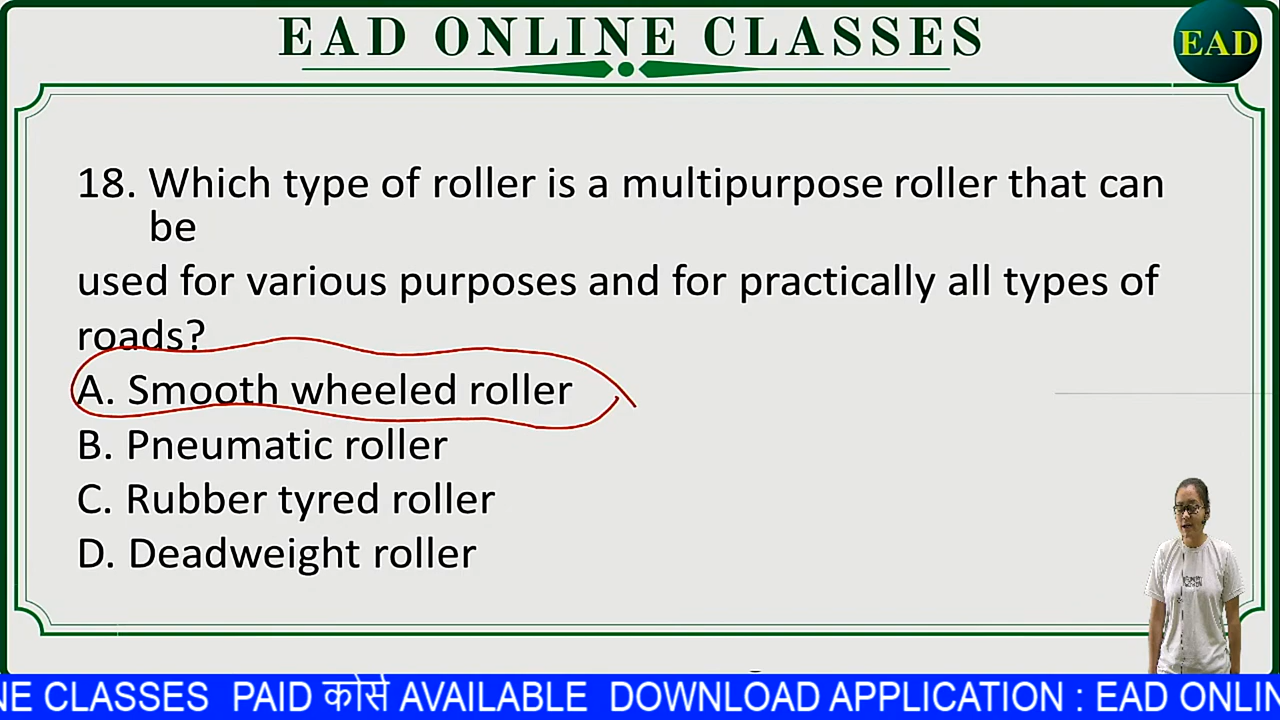 EAD ONLINE CLASSES
EAD
18. Which type of roller is a multipurpose roller that can
be
used for various purposes and for practically all types of
roads?
A. Smooth wheeled roller
B. Pneumatic roller
C. Rubber tyred roller
D. Deadweight roller
NE CLASSES PAID कोर्स AVAILABLE DOWNLOAD APPLICATION : EAD ONLIN